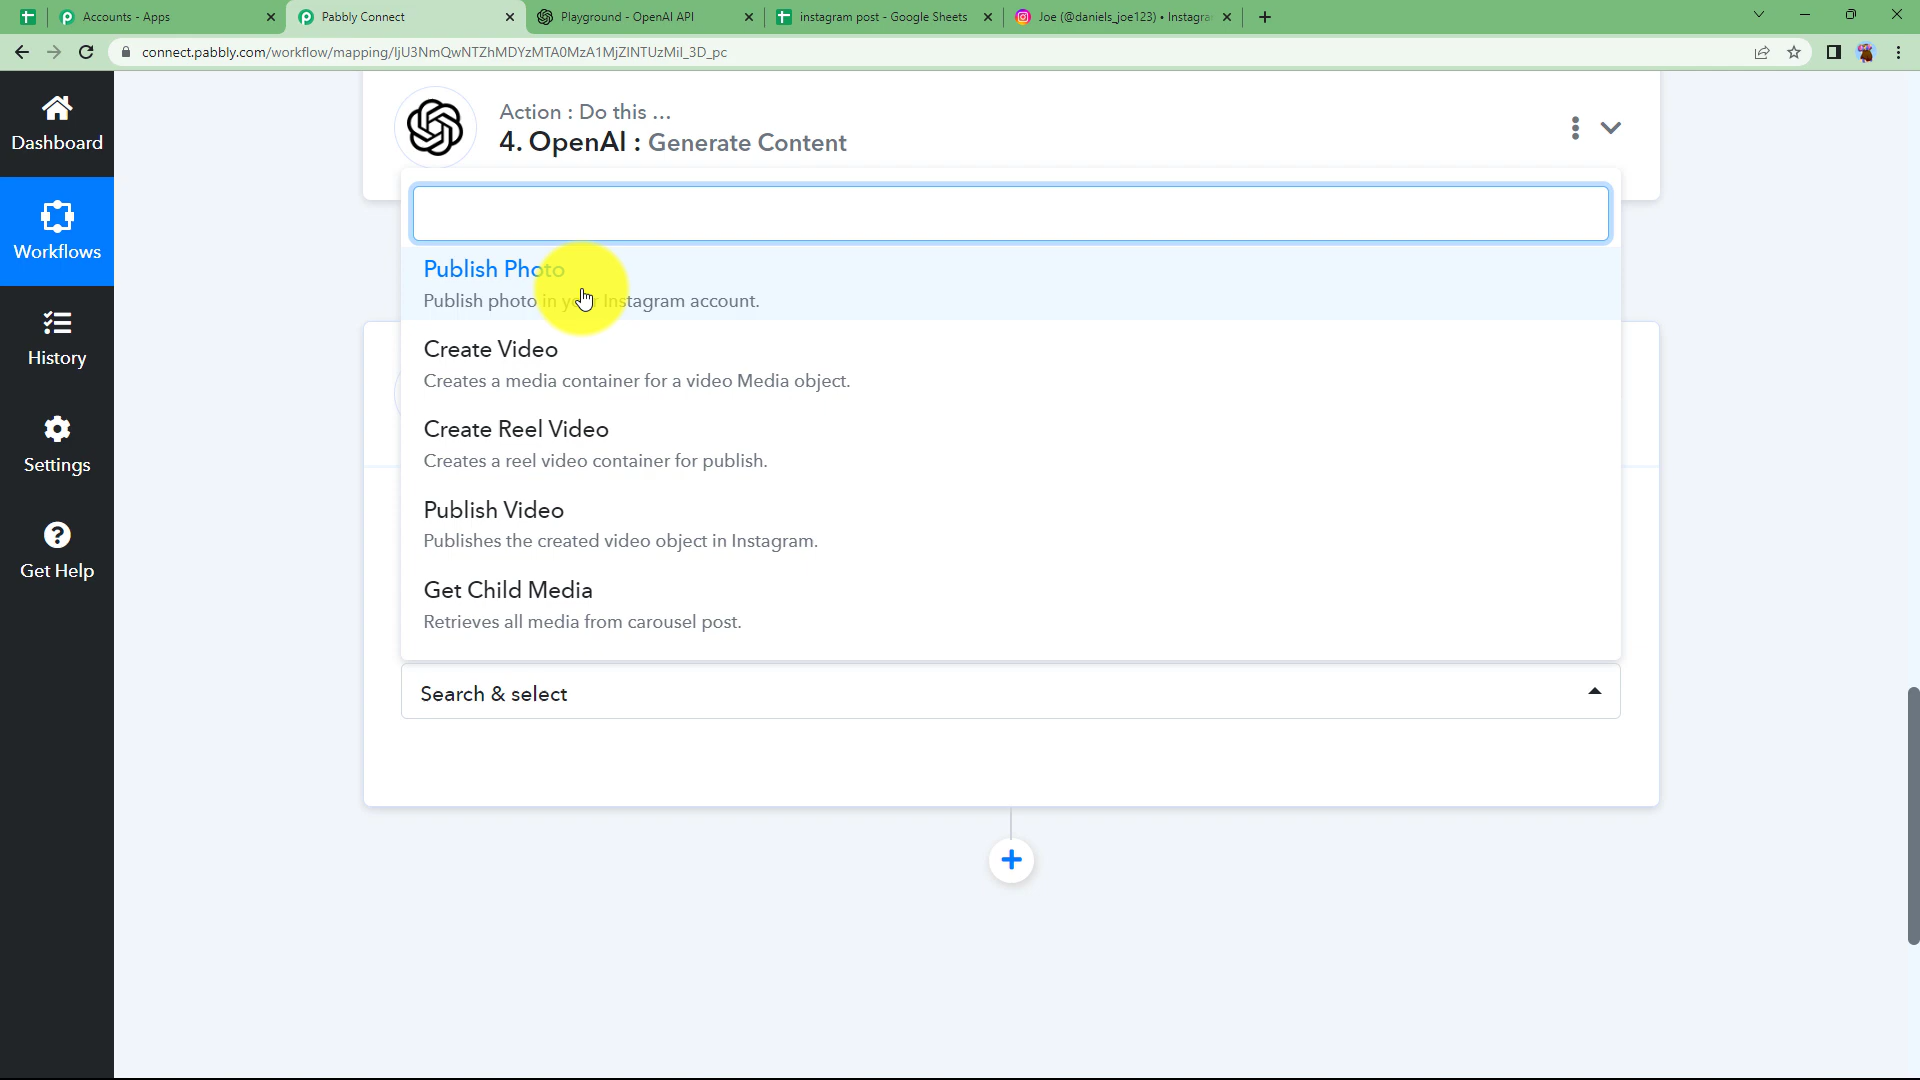 Accounts - Apps
Pabbly Connect
Playground - OpenAI API
instagram post - Google Sheets
Joe (@daniels_joe123) • Instagra
connect.pabbly.com/workflow/mapping/IjU3NmQwNTZhMDYzMTA0MzA1MjZlNTUzMiI_3D_pc
Dashboard
Workflows
History
Settings
Get Help
Action : Do this ...
4. OpenAI : Generate Content
Publish Photo
Publish photo in your Instagram account.
Create Video
Creates a media container for a video Media object.
Create Reel Video
Creates a reel video container for publish.
Publish Video
Publishes the created video object in Instagram.
Get Child Media
Retrieves all media from carousel post.
Search & select